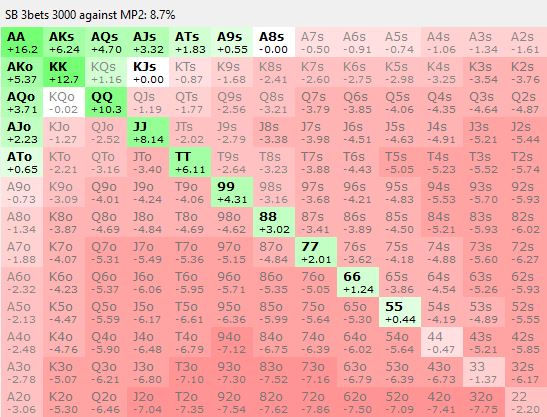 SB 3bets 3000 against MP2: 8.7%
AA AKs AQs AJs ATs A9s A8s A7s A6s A5s A4s A3s A2s
+16.2 +6.24 +4.70 +3.32 +1.83 +0.55 +0.00 -0.50 -0.91 -0.74 -1.06 -1.34 -1.61
AKo KK KQs KJs KTs K9s K8s K7s K6s K5s K4s K3s K2s
+5.37 +12.7 +1.16 +0.00 -0.87 -1.68 -2.41 -2.60 -2.75 -2.98 -3.25 -3.54 -3.76
AQo KQo QQ QJs QTs Q9s Q8s Q7s Q6s Q5s Q4s Q3s Q2s
+3.71 -0.02 +10.3 -1.19 -1.77 -2.56 -3.21 -3.79 -3.85 -4.06 -4.35 -4.64 -4.87
AJo KJo QJo JJ JTs J9s J8s J7s J6s J5s J4s J3s J2s
+2.23 -1.27 -2.52 +8.14 -2.02 -2.79 -3.38 -3.98 -4.51 -4.63 -4.91 -5.21 -5.44
ATo KTo QTo JTo TT T9s T8s T7s T6s T5s T4s T3s T2s
+0.65 -2.21 -3.16 -3.40 +6.11 -2.64 -3.23 -3.88 -4.43 -5.05 -5.23 -5.52 -5.74
A9o K9o Q9o J9o T9o 99 98s 97s 96s 95s 94s 93s 92s
-0.73 -3.09 -4.01 -4.24 -4.06 +4.31 -3.16 -3.68 -4.21 -4.83 -5.53 -5.70 -5.93
A8o K8o Q8o J8o T8o 98o 88 87s 86s 85s 84s 83s 82s
-1.34 -3.87 -4.69 -4.84 -4.69 -4.62 +3.02 -3.41 -3.89 -4.50 -5.21 -5.93 -6.02
A7o K7o Q7o J7o T7o 97o 87o 77 76s 75s 74s 73s 72s
-1.88 -4.07 -5.31 -5.49 -5.36 -5.15 -4.84 +2.01 -3.62 -4.18 -4.88 -5.60 -6.27
A6o K6o Q6o J6o T6o 96o 86o 76o 66 65s 64s 63s 62s
-2.32 -4.23 -5.37 -6.06 -5.95 -5.71 -5.35 -5.05 +1.24 -3.86 -4.54 -5.26 -5.93
A5o K5o Q5o J5o T5o 95o 85o 75o 65o 55 54s 53s 52s
-2.13 -4.47 -5.59 -6.17 -6.61 -6.36 -5.99 -5.64 -5.30 +0.44 -4.19 -4.89 -5.55
A4o K4o Q4o J4o T4o 94o 84o 74o 64o 54o 44 43s 42s
-2.48 -4.76 -5.90 -6.48 -6.79 -7.12 -6.75 -6.39 -6.02 -5.64 -0.47 -5.21 -5.85
A3o K3o Q3o J3o T3o 93o 83o 73o 63o 53o 43o 33 32s
-2.78 -5.07 -6.21 -6.80 -7.10 -7.30 -7.52 -7.16 -6.79 -6.39 -6.73 -1.37 -6.17
A2o K2o Q2o J2o T2o 92o 82o 72o 62o 52o 42o 32o 22
-3.06 -5.30 -6.46 -7.04 -7.35 -7.54 -7.62 -7.86 -7.50 -7.09 -7.41 -7.75 -2.20